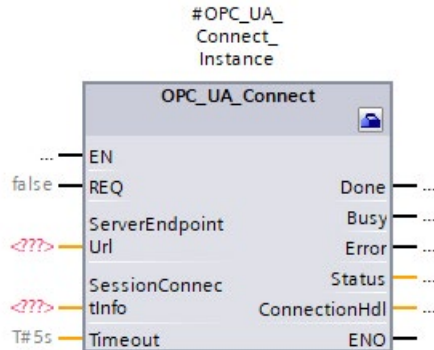 #OPC_UA_
Connect_
Instance
OPC_UA_Connect
... EN
false REQ Done ...
Busy ...
ServerEndpoint
<???> Url Error ...
Status ...
SessionConnec
<???> tInfo ConnectionHdl ...
T#5s Timeout ENO